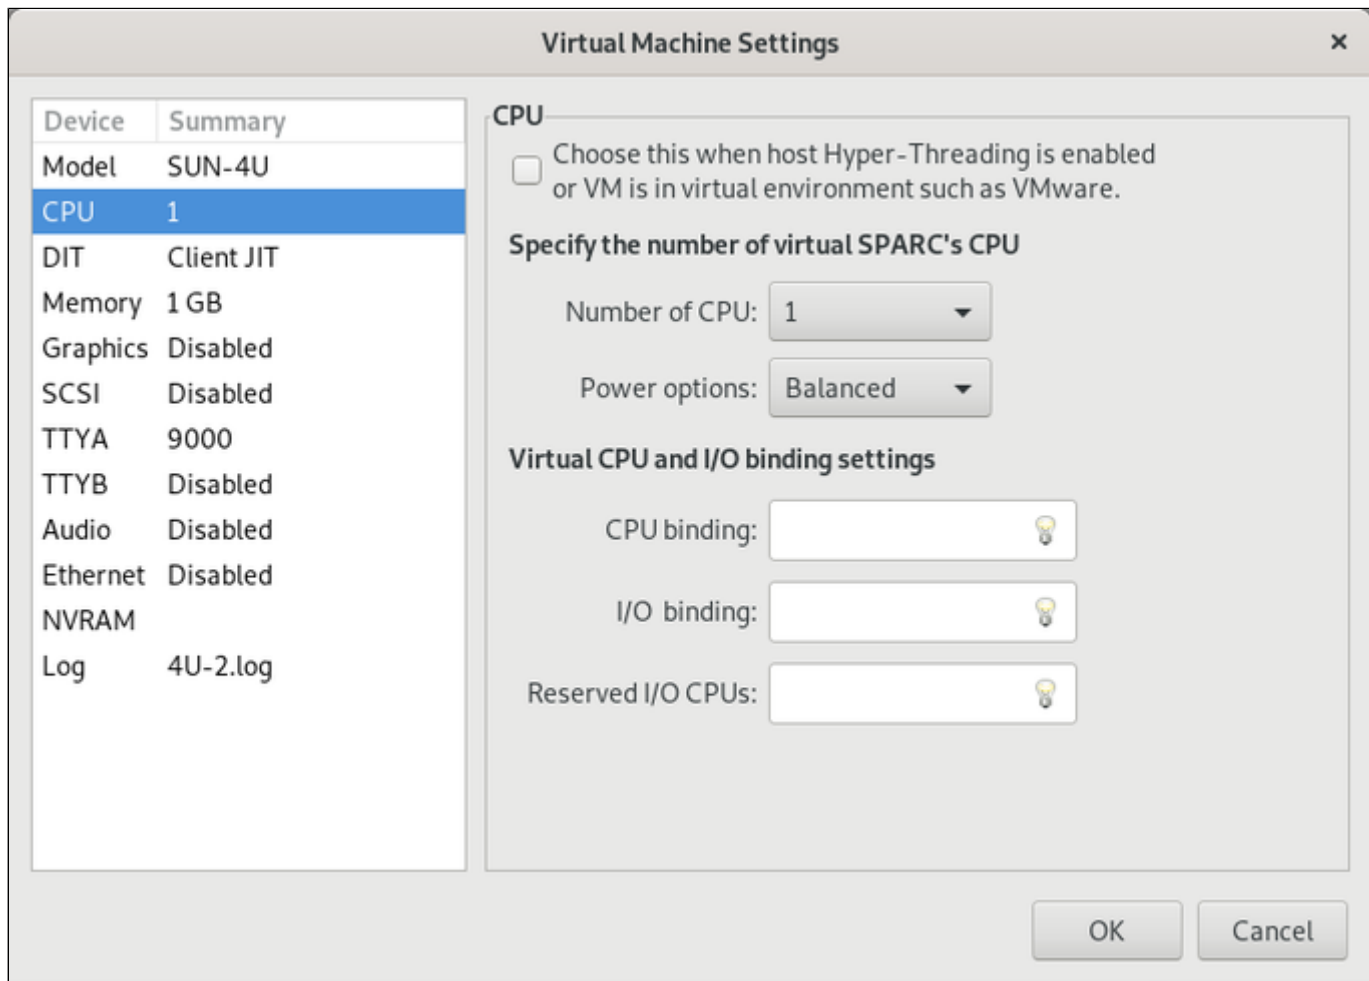 Virtual Machine Settings ×
Device Summary
Model SUN-4U
CPU 1
DIT Client JIT
Memory 1 GB
Graphics Disabled
SCSI Disabled
TTYA 9000
TTYB Disabled
Audio Disabled
Ethernet Disabled
NVRAM
Log 4U-2.log
CPU
Choose this when host Hyper-Threading is enabled
or VM is in virtual environment such as VMware.
Specify the number of virtual SPARC's CPU
Number of CPU: 1
Power options: Balanced
Virtual CPU and I/O binding settings
CPU binding:
I/O binding:
Reserved I/O CPUs:
OK Cancel